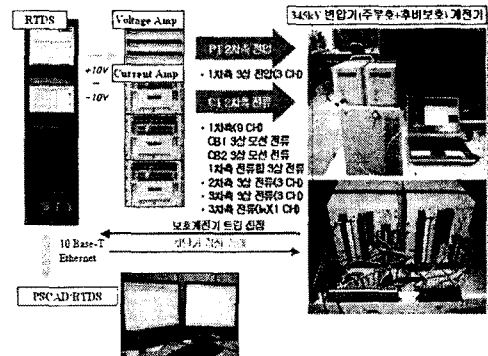 RTDS
Voltage Amp
PT 2차측 전압
345kV 변압기(주보호+후비보호) 계전기
+10V
~
-10V
• 1차측 3상 전압(3 CH)
Current Amp
CT 2차측 전류
• 1차측(9 CH)
CB1 3상 모선 전류
CB2 3상 모선 전류
1차측 전류합 3상 전류
• 2차측 3상 전류(3 CH)
• 3차측 3상 전류(3 CH)
• 3차측 전류 1 CH)
보호계전기 트립 접점
10 Base-T
Ethernet
PSCAD/RTDS